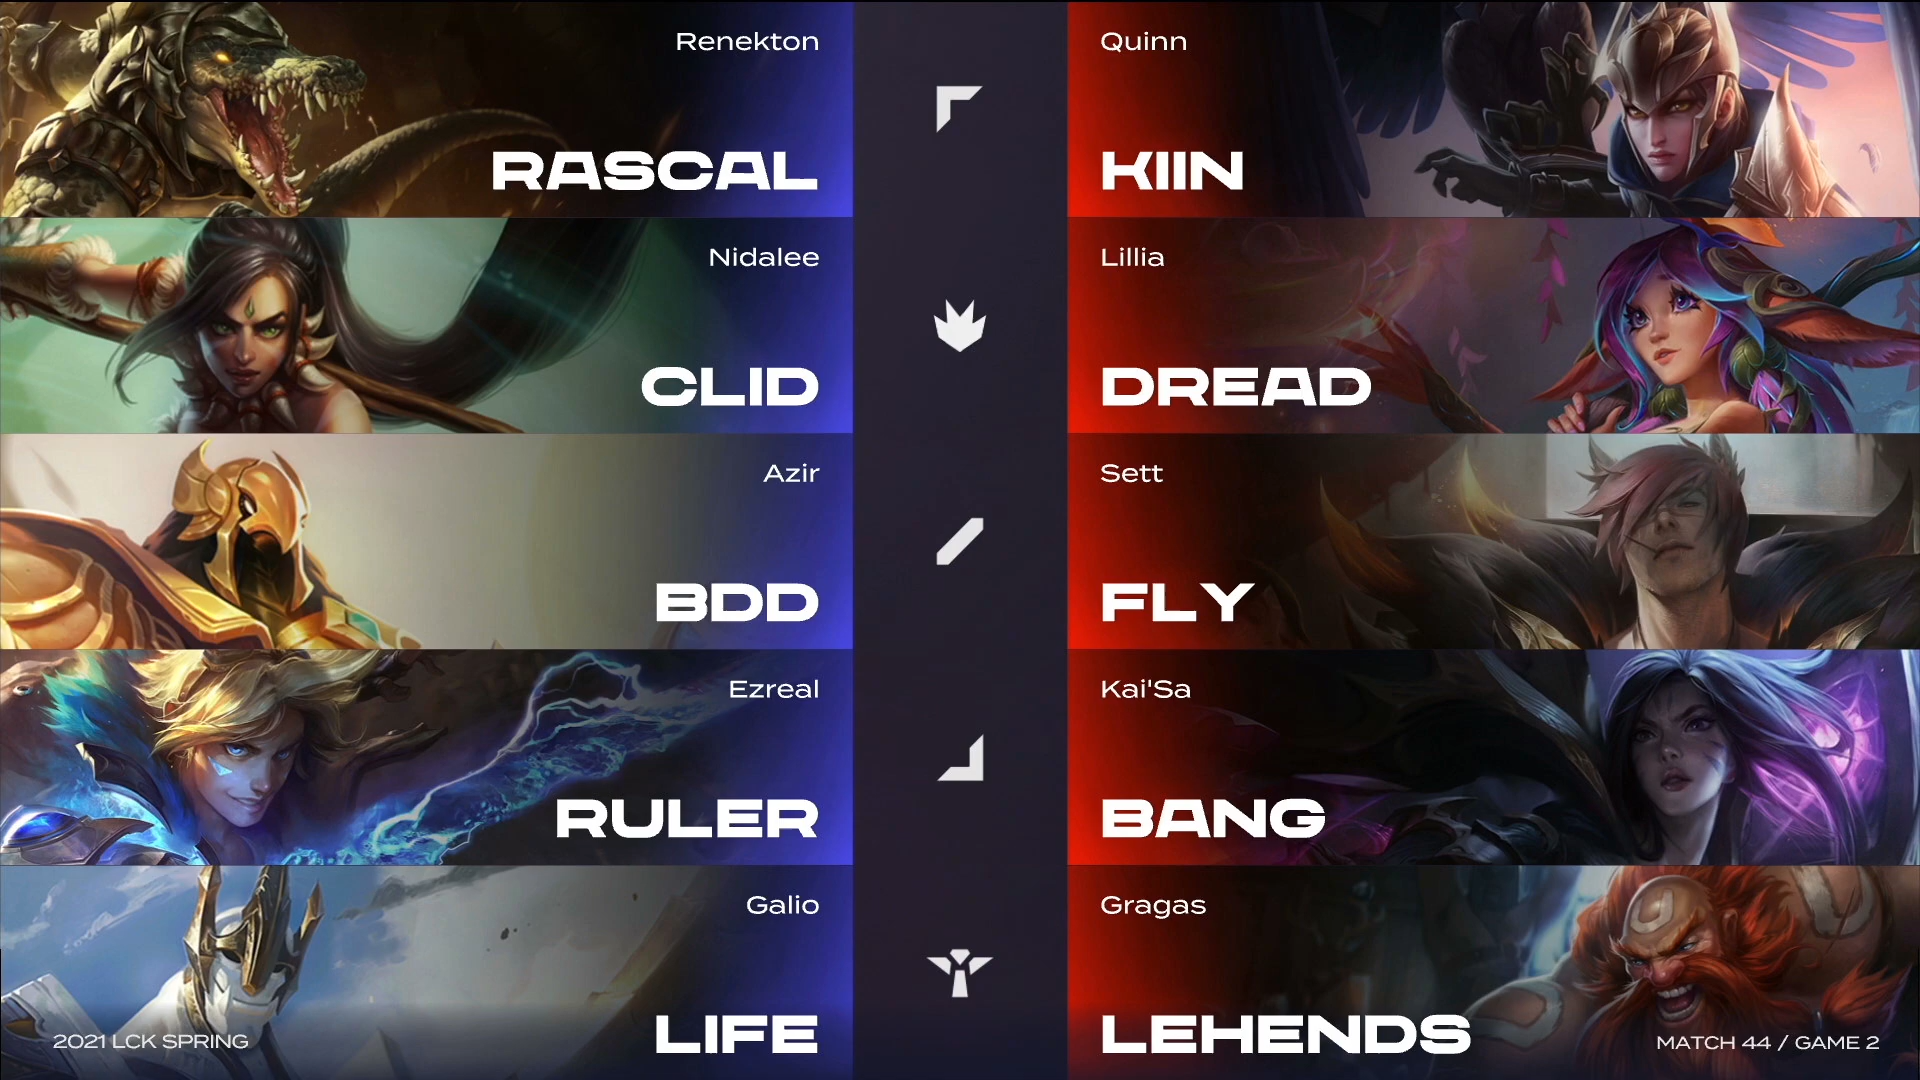 Renekton
RASCAL
Quinn
KIIN
Nidalee
CLID
Lillia
DREAD
Azir
BDD
Sett
FLY
Ezreal
RULER
Kai'Sa
BANG
Galio
LIFE
Gragas
LEHENDS
2021 LCK SPRING
MATCH 44 / GAME 2